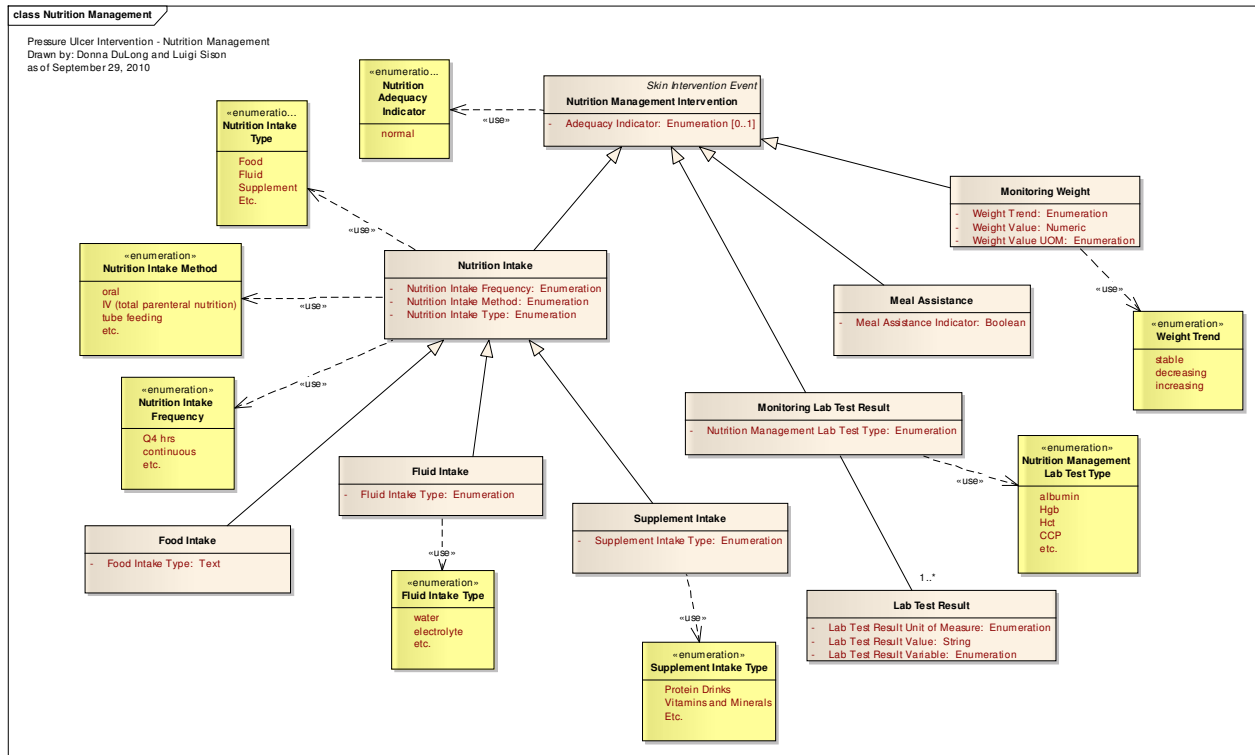 class Nutrition Management
Pressure Ulcer Intervention - Nutrition Management
Drawn by: Donna DuLong and Luigi Sison
as of September 29, 2010
«enumeratio...
Nutrition
Adequacy
Indicator
normal
Skin Intervention Event
Nutrition Management Intervention
- Adequacy Indicator: Enumeration [0..1]
«use»
«enumeratio...
Nutrition Intake
Type
Food
Fluid
Supplement
Etc.
«use»
Monitoring Weight
- Weight Trend: Enumeration
- Weight Value: Numeric
- Weight Value UOM: Enumeration
«use»
«enumeration»
Nutrition Intake Method
oral
IV (total parenteral nutrition)
tube feeding
etc.
«use»
Nutrition Intake
- Nutrition Intake Frequency: Enumeration
- Nutrition Intake Method: Enumeration
- Nutrition Intake Type: Enumeration
Meal Assistance
- Meal Assistance Indicator: Boolean
«enumeration»
Weight Trend
stable
decreasing
increasing
«enumeration»
Nutrition Intake
Frequency
Q4 hrs
continuous
etc.
«use»
Monitoring Lab Test Result
- Nutrition Management Lab Test Type: Enumeration
«use»
«enumeration»
Nutrition Management
Lab Test Type
albumin
Hgb
Hct
CCP
etc.
Fluid Intake
- Fluid Intake Type: Enumeration
«use»
Supplement Intake
- Supplement Intake Type: Enumeration
«use»
Food Intake
- Food Intake Type: Text
«enumeration»
Fluid Intake Type
water
electrolyte
etc.
1..*
Lab Test Result
- Lab Test Result Unit of Measure: Enumeration
- Lab Test Result Value: String
- Lab Test Result Variable: Enumeration
«enumeration»
Supplement Intake Type
Protein Drinks
Vitamins and Minerals
Etc.